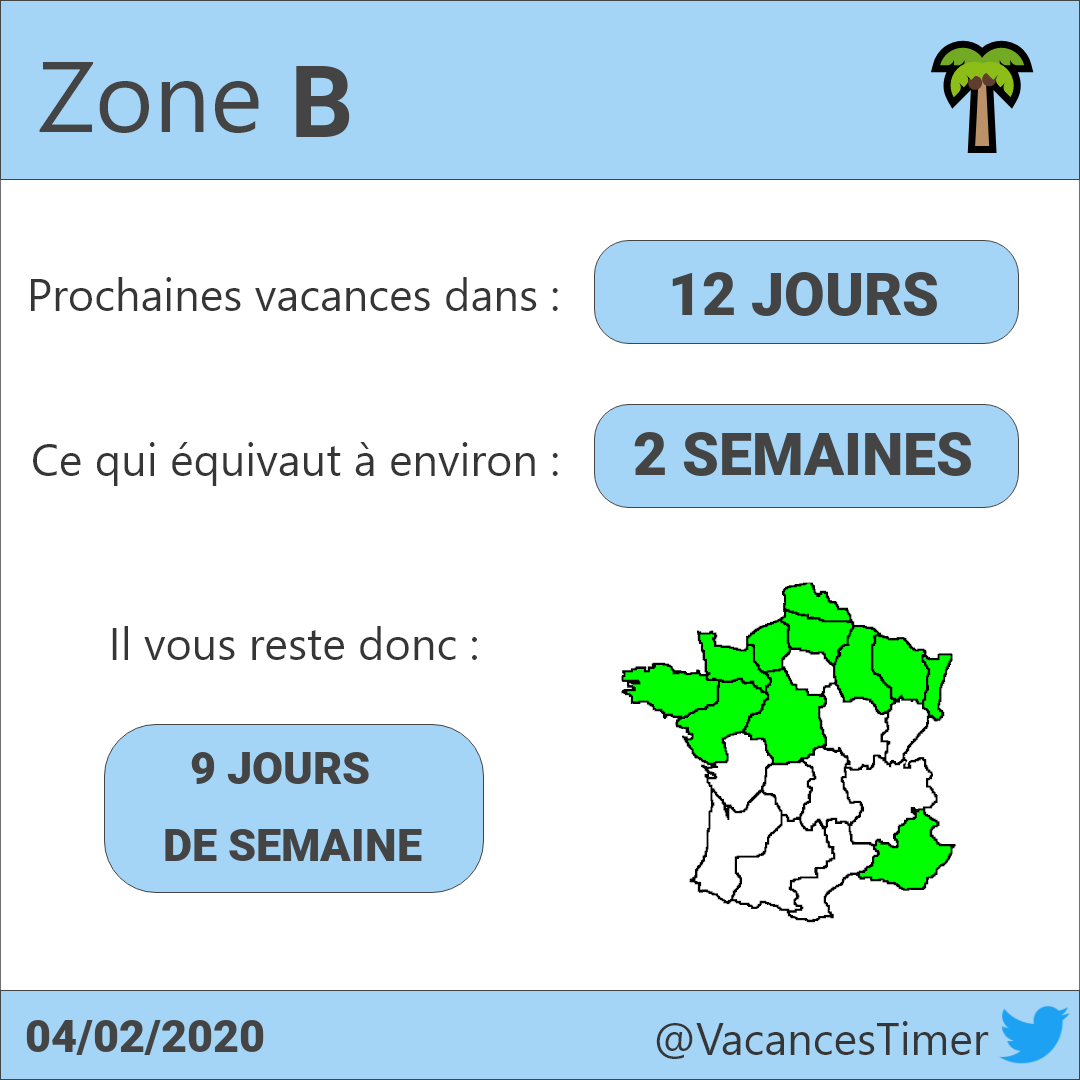 Zone B
Prochaines vacances dans : 12 JOURS
Ce qui équivaut à environ : 2 SEMAINES
Il vous reste donc :
9 JOURS
DE SEMAINE
04/02/2020 @VacancesTimer